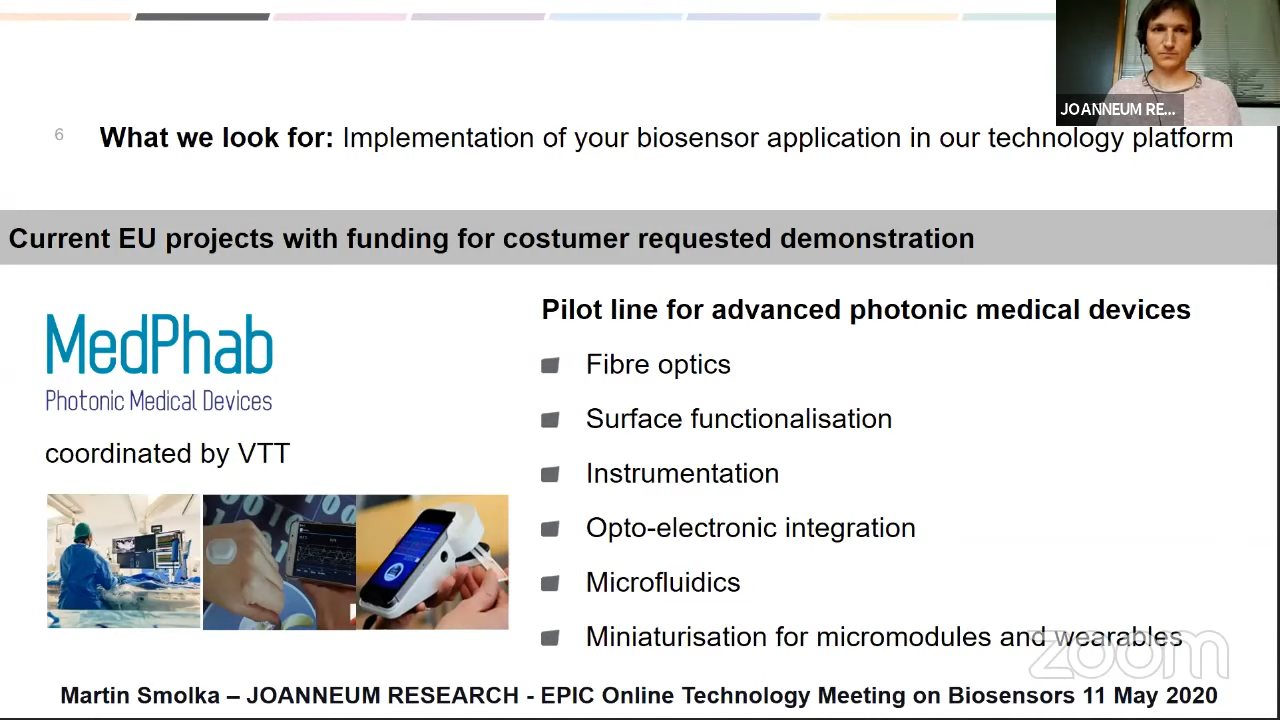 JOANNEUM RE...
6
What we look for: Implementation of your biosensor application in our technology platform
Current EU projects with funding for costumer requested demonstration
MedPhab
Photonic Medical Devices
coordinated by VTT
Pilot line for advanced photonic medical devices
Fibre optics
Surface functionalisation
Instrumentation
Opto-electronic integration
Microfluidics
Miniaturisation for micromodules and wearables
zoom
Martin Smolka – JOANNEUM RESEARCH - EPIC Online Technology Meeting on Biosensors 11 May 2020